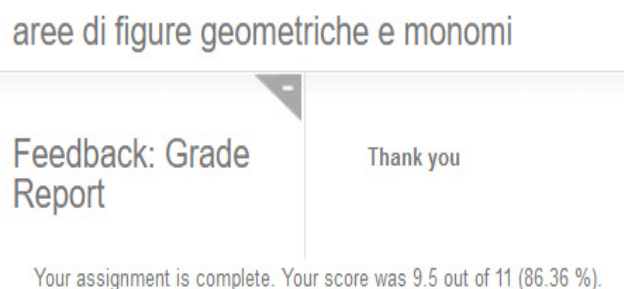 aree di figure geometriche e monomi
Feedback: Grade
Report
Thank you
Your assignment is complete. Your score was 9.5 out of 11 (86.36 %).